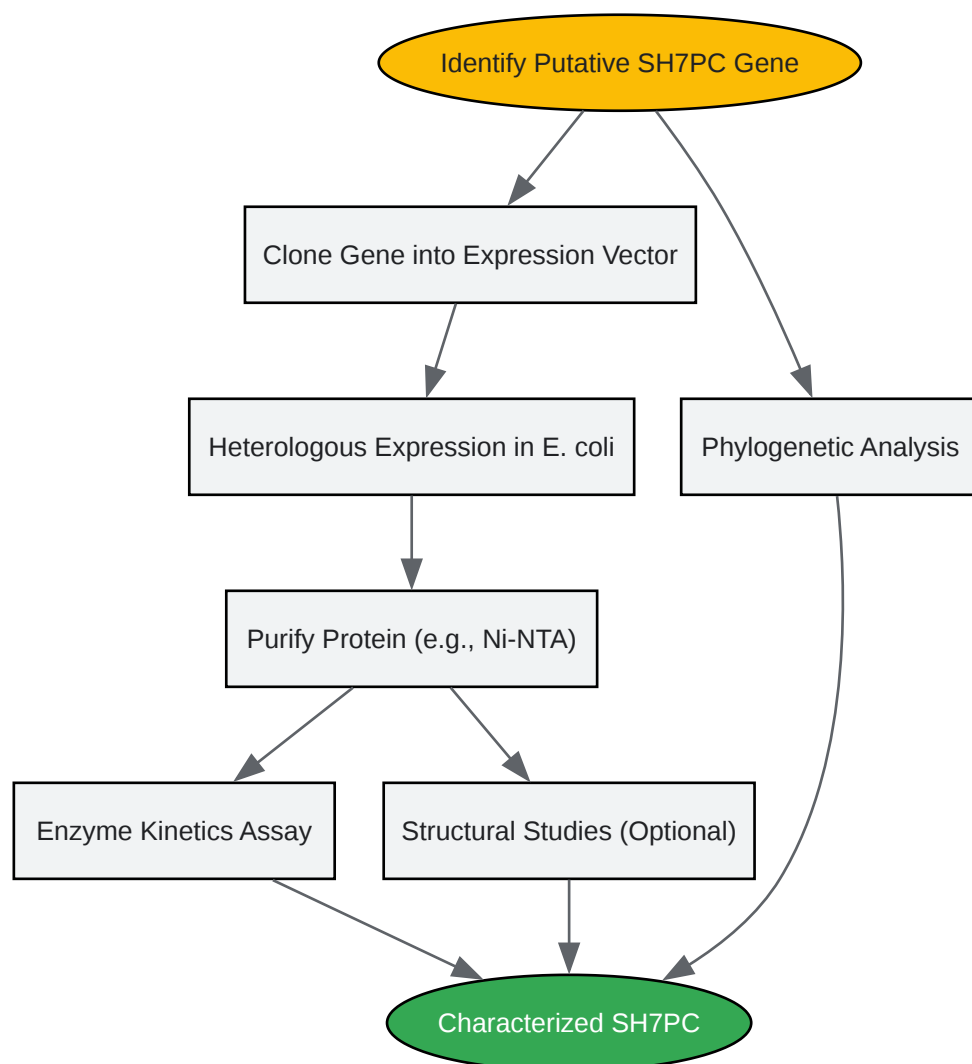 Identify Putative SH7PC Gene
Clone Gene into Expression Vector
Heterologous Expression in E. coli
Phylogenetic Analysis
Purify Protein (e.g., Ni-NTA)
Enzyme Kinetics Assay
Structural Studies (Optional)
Characterized SH7PC